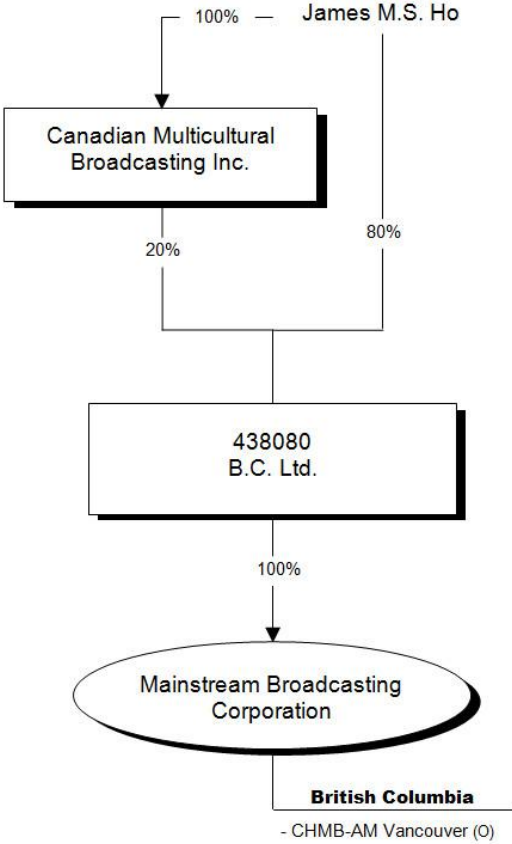 100%
James M.S. Ho
Canadian Multicultural
Broadcasting Inc.
20%
80%
438080
B.C. Ltd.
100%
Mainstream Broadcasting
Corporation
British Columbia
- CHMB-AM Vancouver (O)